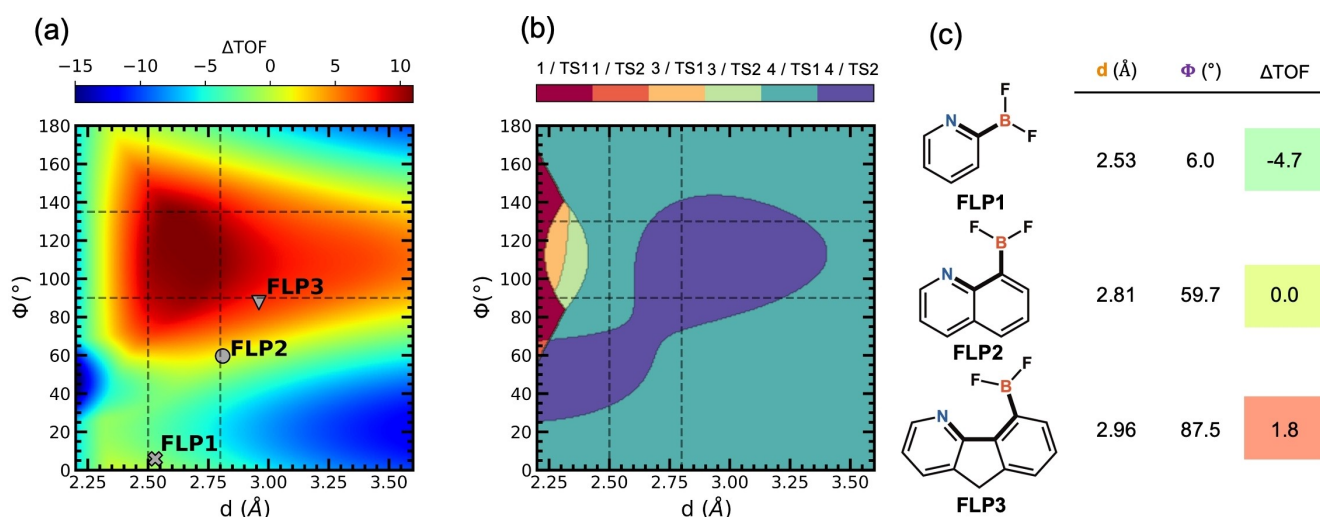 (a)
ΔTOF
−15 −10 −5 0 5 10
180
160
140
120
100
80
60
40
20
0
Φ(°)
FLP3
FLP2
FLP1
2.25 2.50 2.75 3.00 3.25 3.50
d (Å)
(b)
1 / TS1 1 / TS2 3 / TS1 3 / TS2 4 / TS1 4 / TS2
180
160
140
120
100
80
60
40
20
0
Φ(°)
2.25 2.50 2.75 3.00 3.25 3.50
d (Å)
(c)
d (Å) Φ (°) ΔTOF
F
N B
F
FLP1
2.53 6.0 -4.7
F F
B
N
FLP2
2.81 59.7 0.0
F
F B
N
FLP3
2.96 87.5 1.8